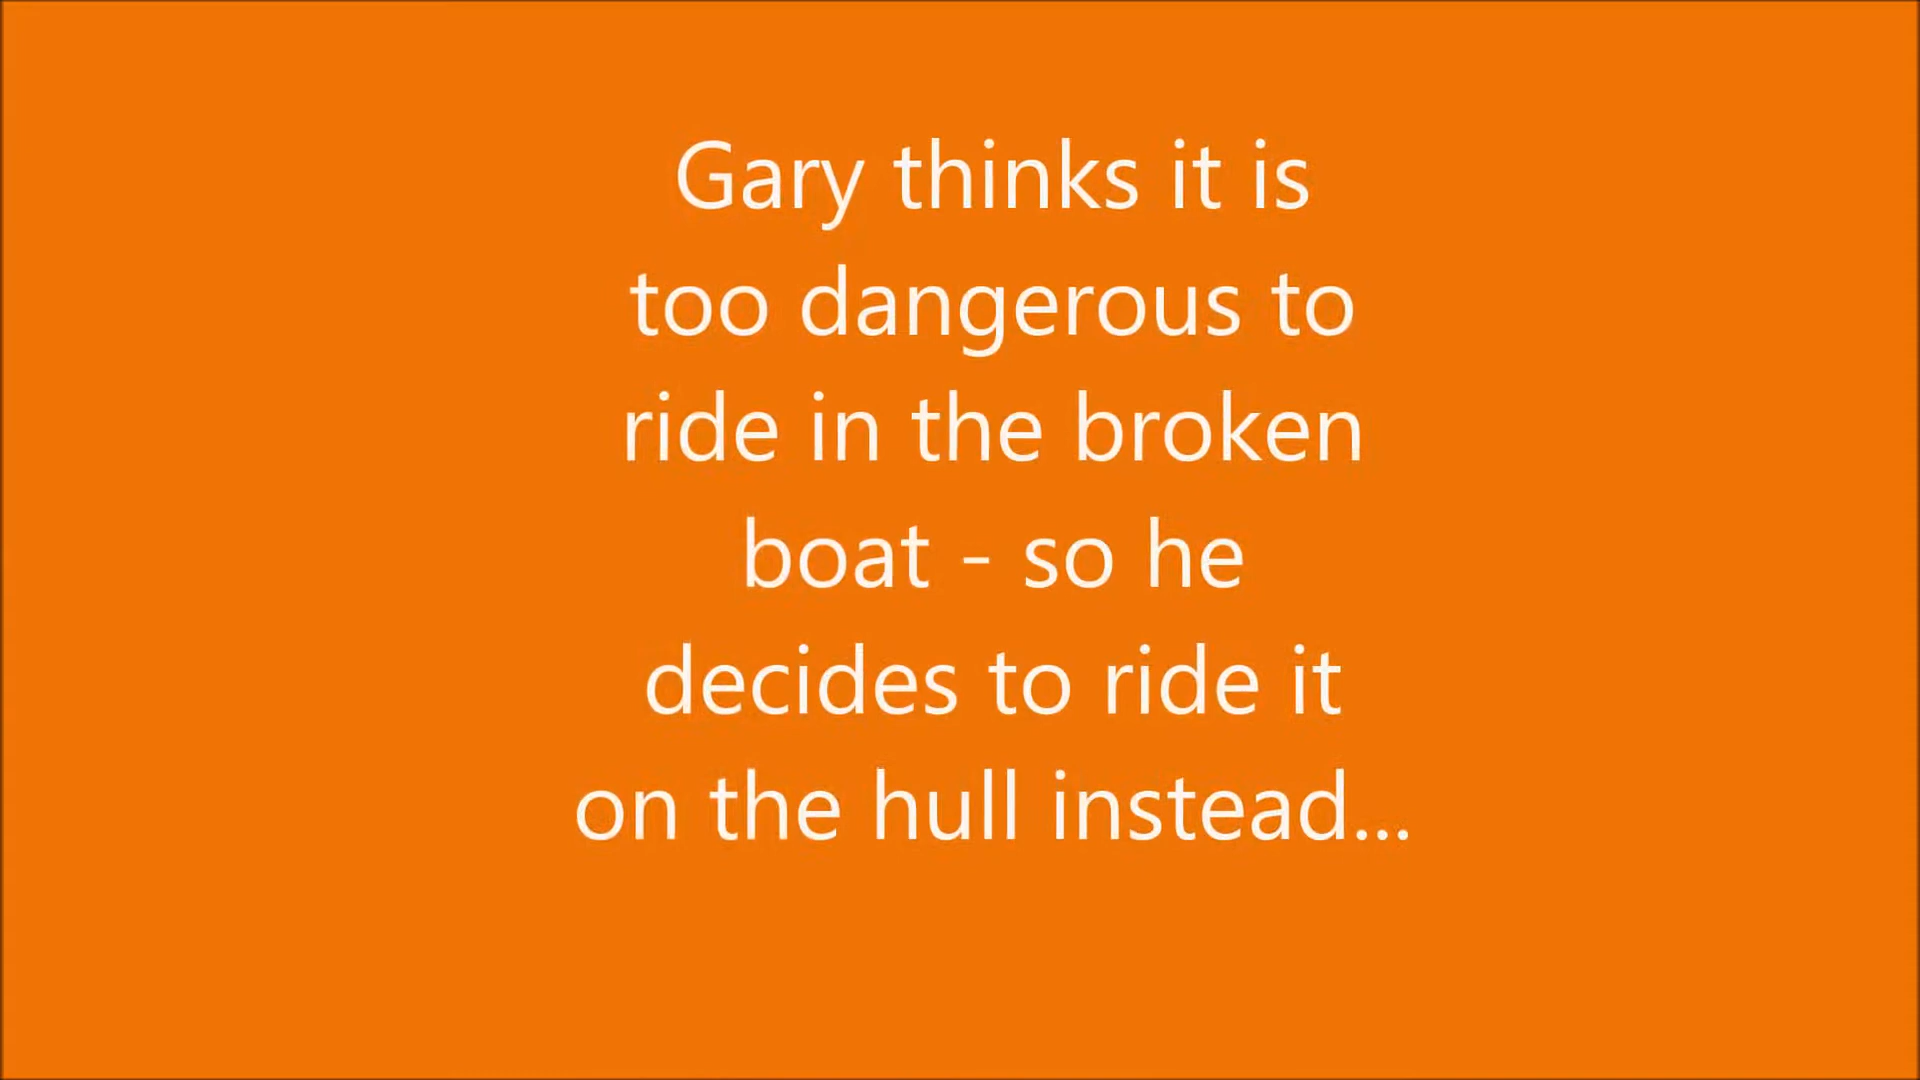 Gary thinks it is
too dangerous to
ride in the broken
boat - so he
decides to ride it
on the hull instead...